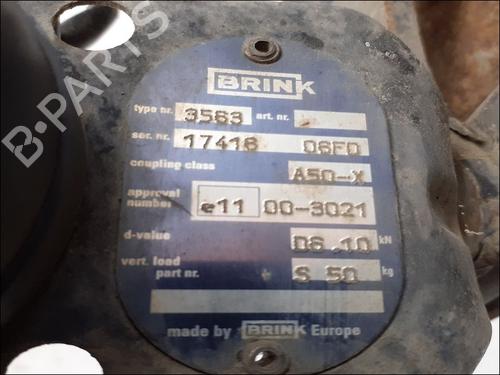 BRINK
type nr. 3563 art. nr.
ser. nr. 17418 06FD
coupling class A50-X
approval number e11 00-3021
d-value 06.10 kN
vert. load S 50 kg
part nr.
made by BRINK Europe
B-PARTS